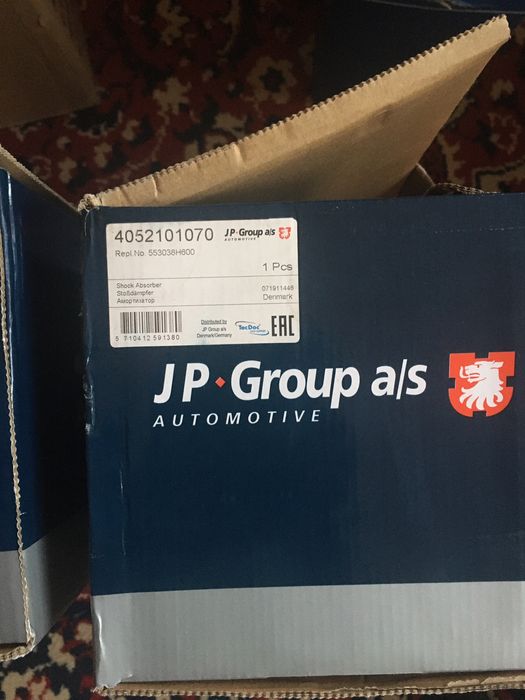 4052101070 JP·Group a/s
AUTOMOTIVE
Repl.No. 553038H600
1 Pcs
Shock Absorber
Stoßdämpfer
Амортизатор
071911446
Denmark
5 710412 591380
Distributed by
JP Group a/s
Denmark/Germany
TecDoc
EAC
JP·Group a/s
AUTOMOTIVE